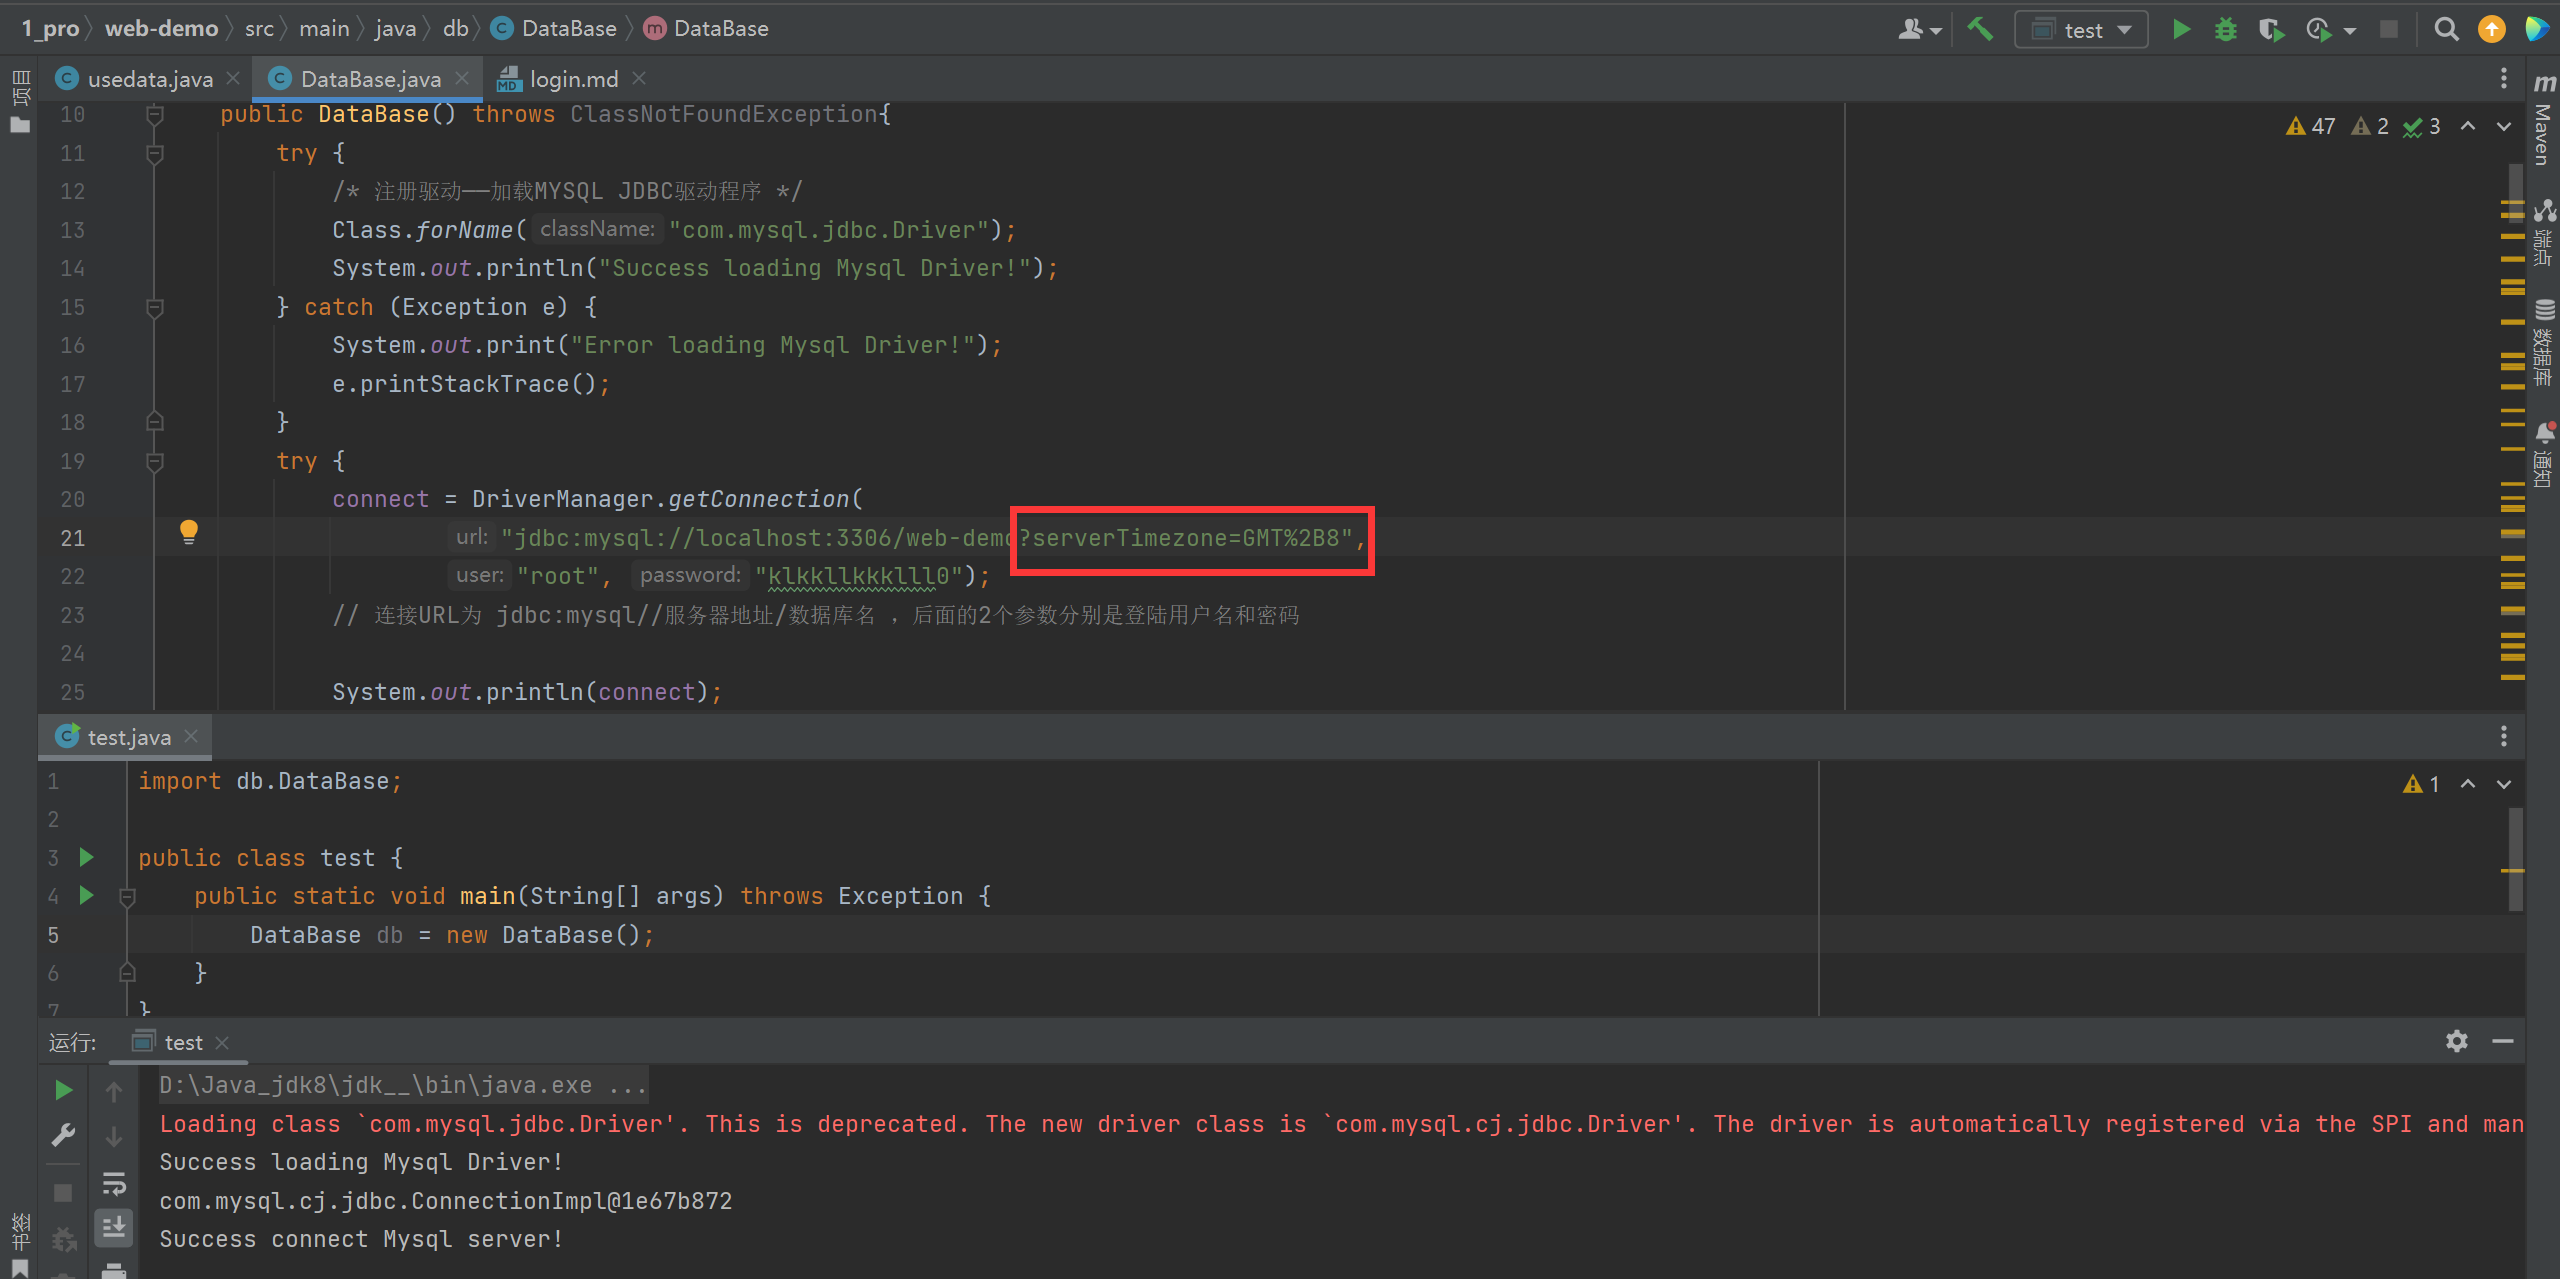 1_pro 〉 web-demo 〉 src 〉 main 〉 java 〉 db 〉 C DataBase 〉 m DataBase
test
项目
C usedata.java ×
C DataBase.java ×
MD login.md ×
10 public DataBase() throws ClassNotFoundException{
47 2 3
11 try {
12 /* 注册驱动——加载MYSQL JDBC驱动程序 */
13 Class.forName( className: "com.mysql.jdbc.Driver");
14 System.out.println("Success loading Mysql Driver!");
15 } catch (Exception e) {
16 System.out.print("Error loading Mysql Driver!");
17 e.printStackTrace();
18 }
19 try {
20 connect = DriverManager.getConnection(
21 url: "jdbc:mysql://localhost:3306/web-demo?serverTimezone=GMT%2B8",
22 user: "root", password: "klkkllkkklll0");
23 // 连接URL为 jdbc:mysql//服务器地址/数据库名 ，后面的2个参数分别是登陆用户名和密码
24
25 System.out.println(connect);
m Maven
端点
数据库
通知
C test.java ×
1 import db.DataBase;
1
2
3 public class test {
4 public static void main(String[] args) throws Exception {
5 DataBase db = new DataBase();
6 }
7 }
运行: test ×
D:\Java_jdk8\jdk__\bin\java.exe ...
Loading class `com.mysql.jdbc.Driver'. This is deprecated. The new driver class is `com.mysql.cj.jdbc.Driver'. The driver is automatically registered via the SPI and man
Success loading Mysql Driver!
com.mysql.cj.jdbc.ConnectionImpl@1e67b872
Success connect Mysql server!
书签